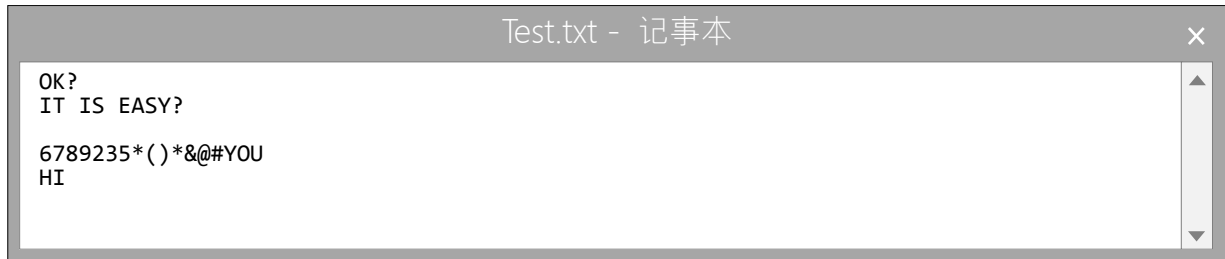 Test.txt - 记事本
OK?
IT IS EASY?
6789235*()*&@#YOU
HI